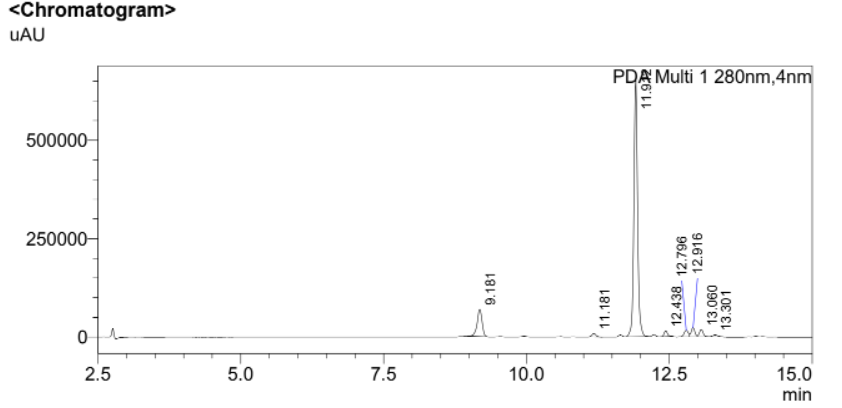 <Chromatogram>
uAU
PDA Multi 1 280nm,4nm
500000
250000
0
9.181
11.181
12.438
12.796
12.916
13.060
13.301
2.5 5.0 7.5 10.0 12.5 15.0
min